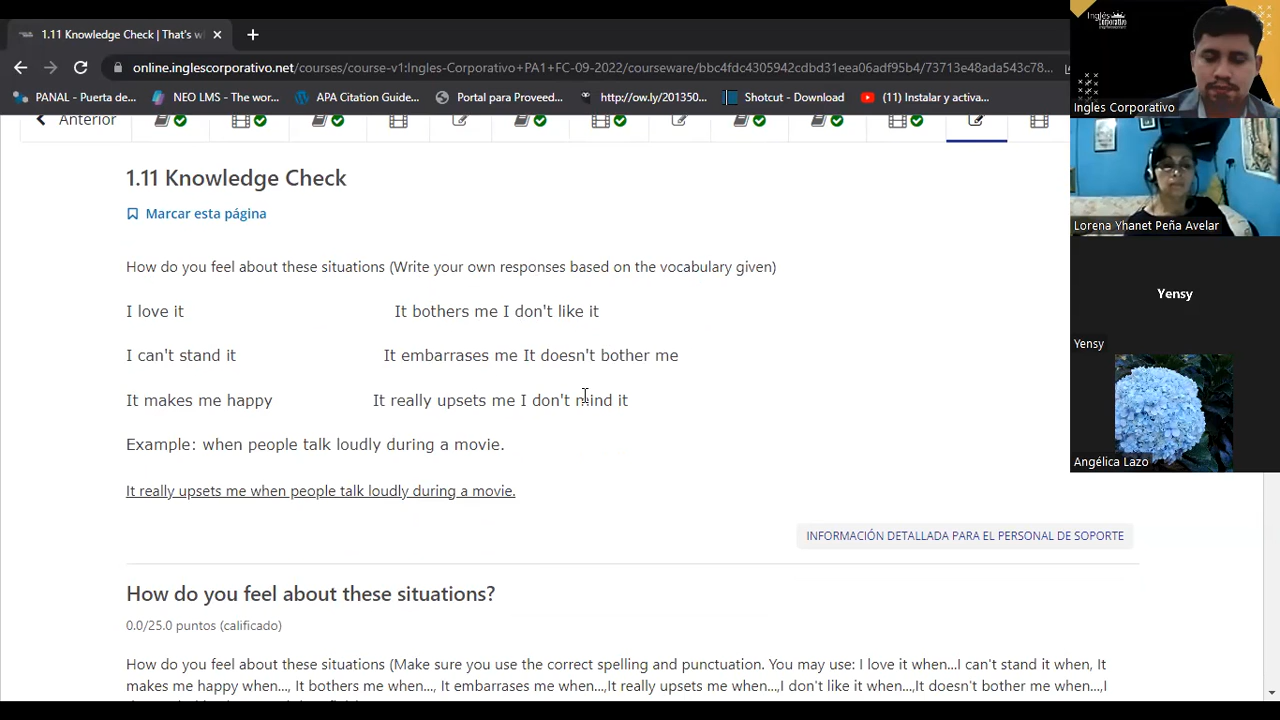 1.11 Knowledge Check | That's w
online.inglescorporativo.net/courses/course-v1:Ingles-Corporativo+PA1+FC-09-2022/courseware/bbc4fdc4305942cdbd31eea06adf95b4/73713e48ada543c78...
PANAL - Puerta de... NEO LMS - The wor... APA Citation Gene... Portal para Proveed... http://ow.ly/201350... Shotcut - Download (11) Instalar y activa...
Anterior
1.11 Knowledge Check
Marcar esta página
How do you feel about these situations (Write your own responses based on the vocabulary given)
I love it It bothers me I don't like it
I can't stand it It embarrases me It doesn't bother me
It makes me happy It really upsets me I don't mind it
Example: when people talk loudly during a movie.
It really upsets me when people talk loudly during a movie.
INFORMACIÓN DETALLADA PARA EL PERSONAL DE SOPORTE
How do you feel about these situations?
0.0/25.0 puntos (calificado)
How do you feel about these situations (Make sure you use the correct spelling and punctuation. You may use: I love it when...I can't stand it when, It
makes me happy when..., It bothers me when..., It embarrases me when...,It really upsets me when...,I don't like it when...,It doesn't bother me when...,I
Inglés
Corporativo
Ingles Corporativo
Lorena Yhanet Peña Avelar
Yensy
Yensy
Angélica Lazo